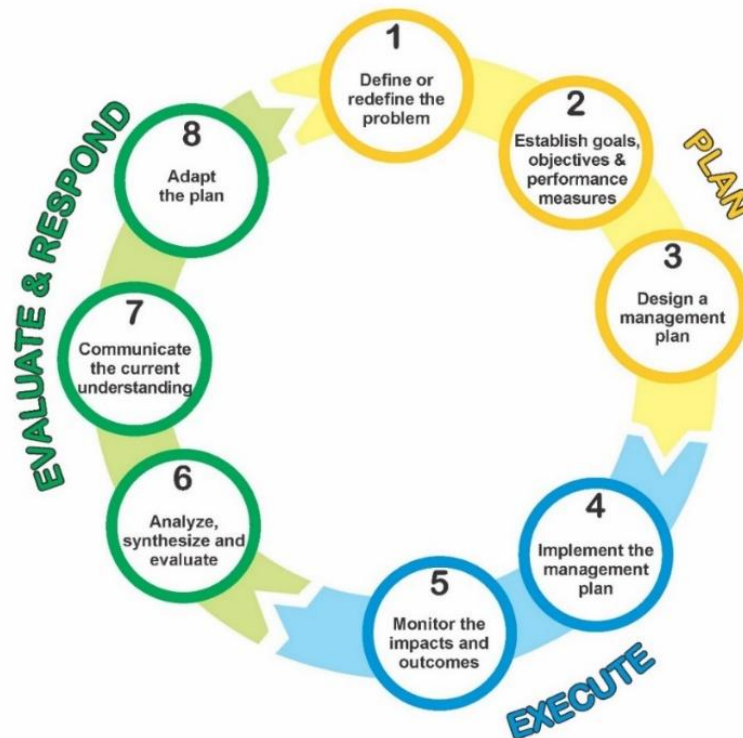 1
Define or
redefine the
problem
2
Establish goals,
objectives &
performance
measures
PLAN
3
Design a
management
plan
4
Implement the
management
plan
EXECUTE
5
Monitor the
impacts and
outcomes
6
Analyze,
synthesize and
evaluate
7
Communicate
the current
understanding
EVALUATE & RESPOND
8
Adapt
the plan